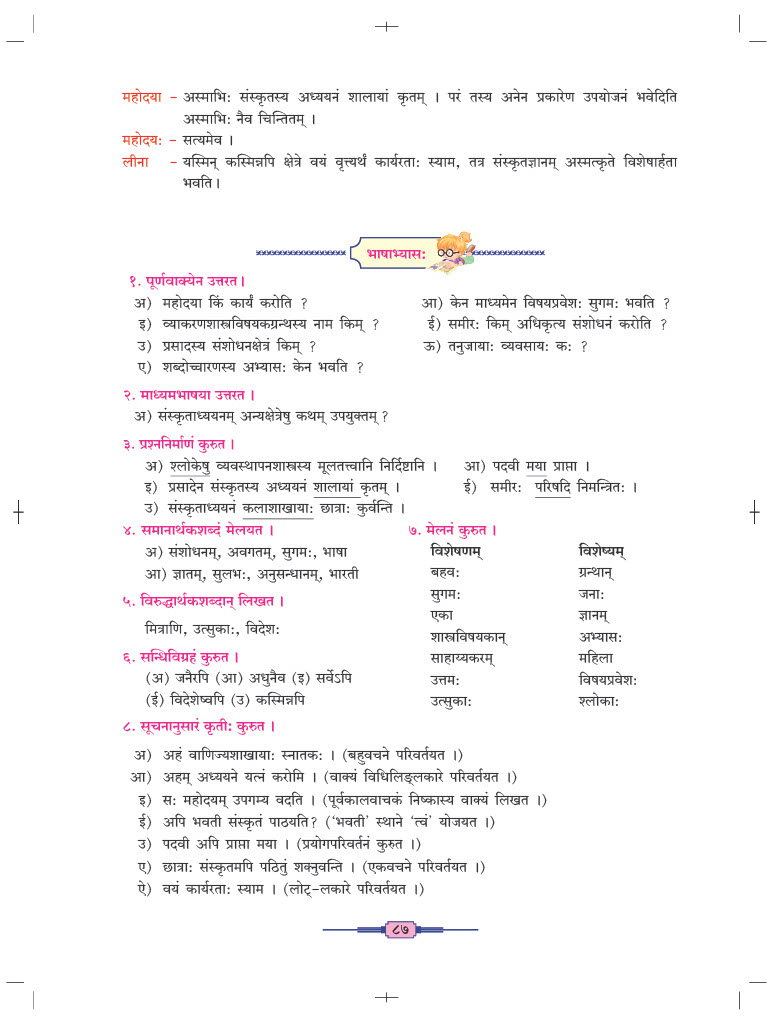 महोदया – अस्माभिः संस्कृतस्य अध्ययनं शालायां कृतम् । परं तस्य अनेन प्रकारेण उपयोजनं भवेदिति
अस्माभिः नैव चिन्तितम् ।
महोदयः – सत्यमेव ।
लीना – यस्मिन् कस्मिन्नपि क्षेत्रे वयं वृत्त्यर्थं कार्यरताः स्याम, तत्र संस्कृतज्ञानम् अस्मत्कृते विशेषार्हता
भवति।
भाषाभ्यासः
१. पूर्णवाक्येन उत्तरत।
अ) महोदया किं कार्यं करोति ? आ) केन माध्यमेन विषयप्रवेशः सुगमः भवति ?
इ) व्याकरणशास्त्रविषयकग्रन्थस्य नाम किम् ? ई) समीरः किम् अधिकृत्य संशोधनं करोति ?
उ) प्रसादस्य संशोधनक्षेत्रं किम् ? ऊ) तनुजायाः व्यवसायः कः ?
ए) शब्दोच्चारणस्य अभ्यासः केन भवति ?
२. माध्यमभाषया उत्तरत ।
अ) संस्कृताध्ययनम् अन्यक्षेत्रेषु कथम् उपयुक्तम् ?
३. प्रश्ननिर्माणं कुरुत ।
अ) श्लोकेषु व्यवस्थापनशास्त्रस्य मूलतत्त्वानि निर्दिष्टानि । आ) पदवी मया प्राप्ता ।
इ) प्रसादेन संस्कृतस्य अध्ययनं शालायां कृतम् । ई) समीरः परिषदि निमन्त्रितः ।
उ) संस्कृताध्ययनं कलाशाखायाः छात्राः कुर्वन्ति ।
४. समानार्थकशब्दं मेलयत ।
अ) संशोधनम्, अवगतम्, सुगमः, भाषा
आ) ज्ञातम्, सुलभः, अनुसन्धानम्, भारती
५. विरुद्धार्थकशब्दान् लिखत ।
मित्राणि, उत्सुकाः, विदेशः
६. सन्धिविग्रहं कुरुत ।
(अ) जनैरपि (आ) अधुनैव (इ) सर्वेऽपि
(ई) विदेशेष्वपि (उ) कस्मिन्नपि
७. मेलनं कुरुत ।
विशेषणम् विशेष्यम्
बहवः ग्रन्थान्
सुगमः जनाः
एका ज्ञानम्
शास्त्रविषयकान् अभ्यासः
साहाय्यकरम् महिला
उत्तमः विषयप्रवेशः
उत्सुकाः श्लोकाः
८. सूचनानुसारं कृतीः कुरुत ।
अ) अहं वाणिज्यशाखायाः स्नातकः । (बहुवचने परिवर्तयत ।)
आ) अहम् अध्ययने यत्नं करोमि । (वाक्यं विधिलिङ्लकारे परिवर्तयत ।)
इ) सः महोदयम् उपगम्य वदति । (पूर्वकालवाचकं निष्कास्य वाक्यं लिखत ।)
ई) अपि भवती संस्कृतं पाठयति? (‘भवती’ स्थाने ‘त्वं’ योजयत ।)
उ) पदवी अपि प्राप्ता मया । (प्रयोगपरिवर्तनं कुरुत ।)
ए) छात्राः संस्कृतमपि पठितुं शक्नुवन्ति । (एकवचने परिवर्तयत ।)
ऐ) वयं कार्यरताः स्याम । (लोट्-लकारे परिवर्तयत ।)
८७